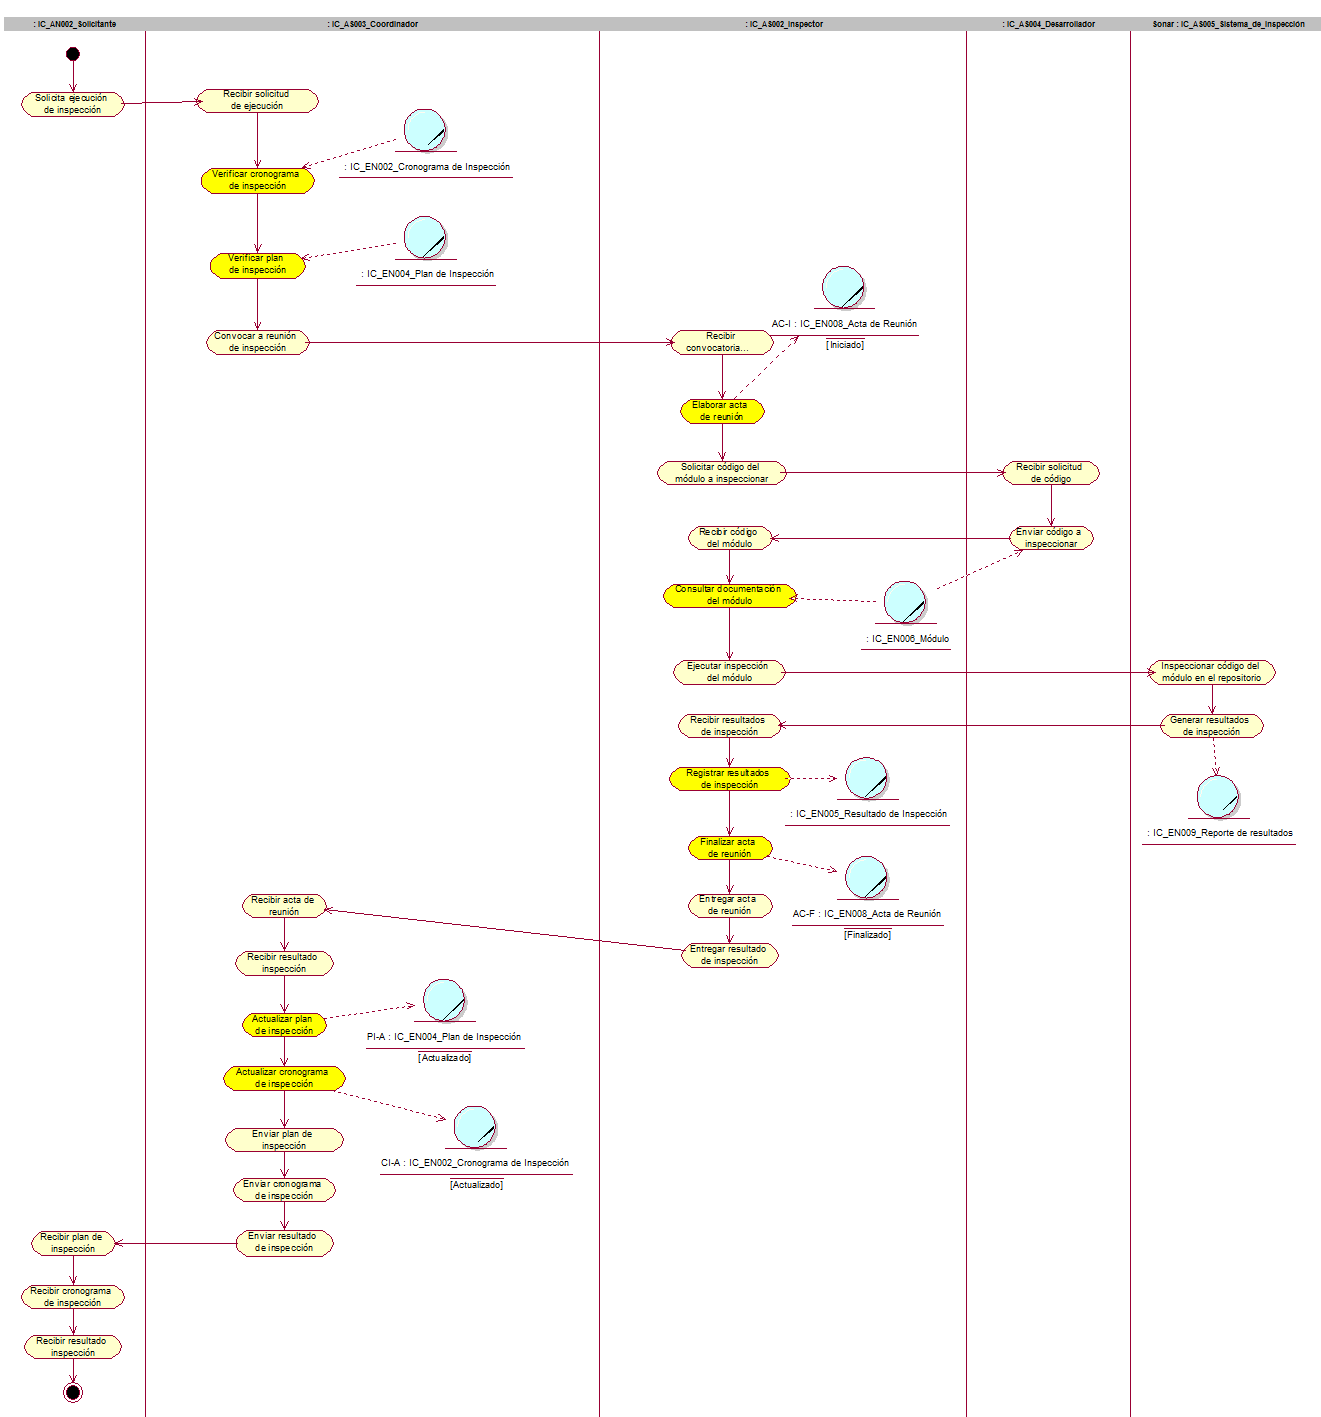 : IC_AN002_Solicitante
: IC_AS003_Coordinador
: IC_AS002_Inspector
: IC_AS004_Desarrollador
Sonar : IC_AS005_Sistema_de_Inspección
Solicita ejecución
de inspección
Recibir solicitud
de ejecución
Verificar cronograma
de inspección
: IC_EN002_Cronograma de Inspección
Verificar plan
de inspección
: IC_EN004_Plan de Inspección
Convocar a reunión
de inspección
Recibir
convocatoria...
AC-I : IC_EN008_Acta de Reunión
[Iniciado]
Elaborar acta
de reunión
Solicitar código del
módulo a inspeccionar
Recibir solicitud
de código
Enviar código a
inspeccionar
Recibir código
del módulo
Consultar documentación
del módulo
: IC_EN006_Módulo
Ejecutar inspección
del módulo
Inspeccionar código del
módulo en el repositorio
Generar resultados
de inspección
Recibir resultados
de inspección
Registrar resultados
de inspección
: IC_EN005_Resultado de Inspección
: IC_EN009_Reporte de resultados
Finalizar acta
de reunión
AC-F : IC_EN008_Acta de Reunión
[Finalizado]
Entregar acta
de reunión
Entregar resultado
de inspección
Recibir acta de
reunión
Recibir resultado
inspección
Actualizar plan
de inspección
PI-A : IC_EN004_Plan de Inspección
[Actualizado]
Actualizar cronograma
de inspección
CI-A : IC_EN002_Cronograma de Inspección
[Actualizado]
Enviar plan de
inspección
Enviar cronograma
de inspección
Enviar resultado
de inspección
Recibir plan de
inspección
Recibir cronograma
de inspección
Recibir resultado
inspección